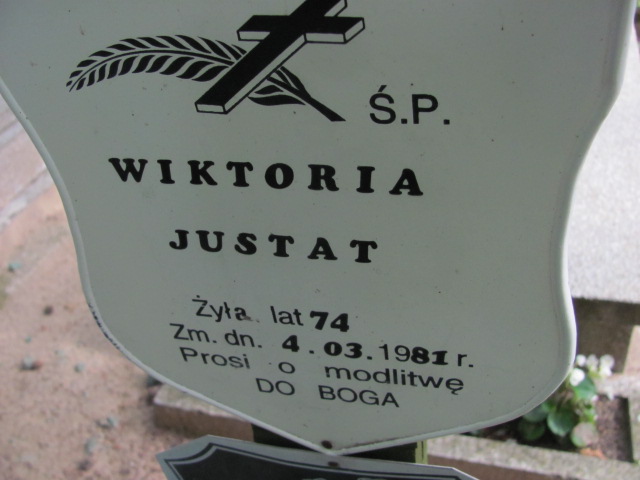 Ś.P.
WIKTORIA
JUSTAT
Żyła lat 74
Zm. dn. 4.03.1981 r.
Prosi o modlitwę
DO BOGA